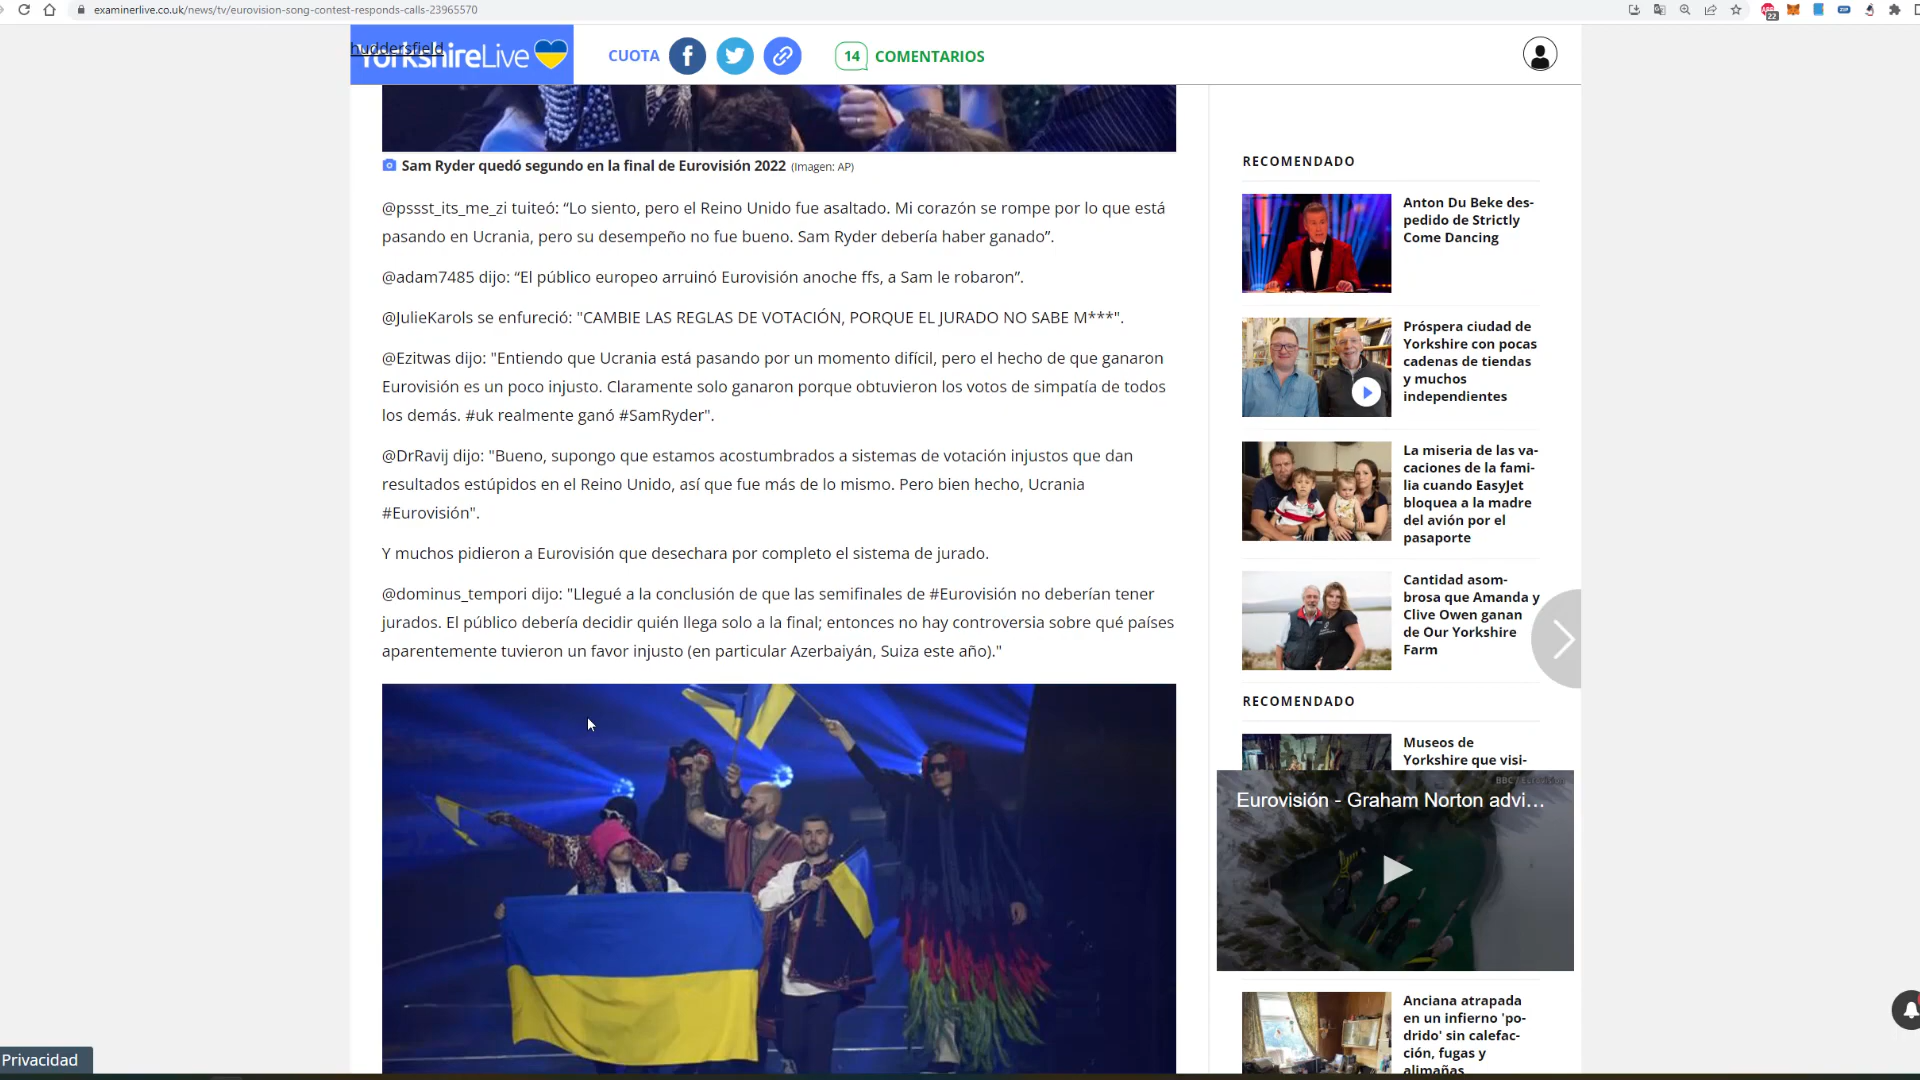 examinerlive.co.uk/news/tv/eurovision-song-contest-responds-calls-23965570
22
huddersfield
YorkshireLive
CUOTA
14 COMENTARIOS
Sam Ryder quedó segundo en la final de Eurovisión 2022 (Imagen: AP)
@pssst_its_me_zi tuiteó: “Lo siento, pero el Reino Unido fue asaltado. Mi corazón se rompe por lo que está
pasando en Ucrania, pero su desempeño no fue bueno. Sam Ryder debería haber ganado”.
@adam7485 dijo: “El público europeo arruinó Eurovisión anoche ffs, a Sam le robaron”.
@JulieKarols se enfureció: "CAMBIE LAS REGLAS DE VOTACIÓN, PORQUE EL JURADO NO SABE M***".
@Ezitwas dijo: "Entiendo que Ucrania está pasando por un momento difícil, pero el hecho de que ganaron
Eurovisión es un poco injusto. Claramente solo ganaron porque obtuvieron los votos de simpatía de todos
los demás. #uk realmente ganó #SamRyder".
@DrRavij dijo: "Bueno, supongo que estamos acostumbrados a sistemas de votación injustos que dan
resultados estúpidos en el Reino Unido, así que fue más de lo mismo. Pero bien hecho, Ucrania
#Eurovisión".
Y muchos pidieron a Eurovisión que desechara por completo el sistema de jurado.
@dominus_tempori dijo: "Llegué a la conclusión de que las semifinales de #Eurovisión no deberían tener
jurados. El público debería decidir quién llega solo a la final; entonces no hay controversia sobre qué países
aparentemente tuvieron un favor injusto (en particular Azerbaiyán, Suiza este año)."
RECOMENDADO
Anton Du Beke des-
pedido de Strictly
Come Dancing
Próspera ciudad de
Yorkshire con pocas
cadenas de tiendas
y muchos
independientes
La miseria de las va-
caciones de la fami-
lia cuando EasyJet
bloquea a la madre
del avión por el
pasaporte
Cantidad asom-
brosa que Amanda y
Clive Owen ganan
de Our Yorkshire
Farm
RECOMENDADO
Museos de
Yorkshire que visi-
Eurovisión - Graham Norton advi...
Anciana atrapada
en un infierno 'po-
drido' sin calefac-
ción, fugas y
alimañas
Privacidad